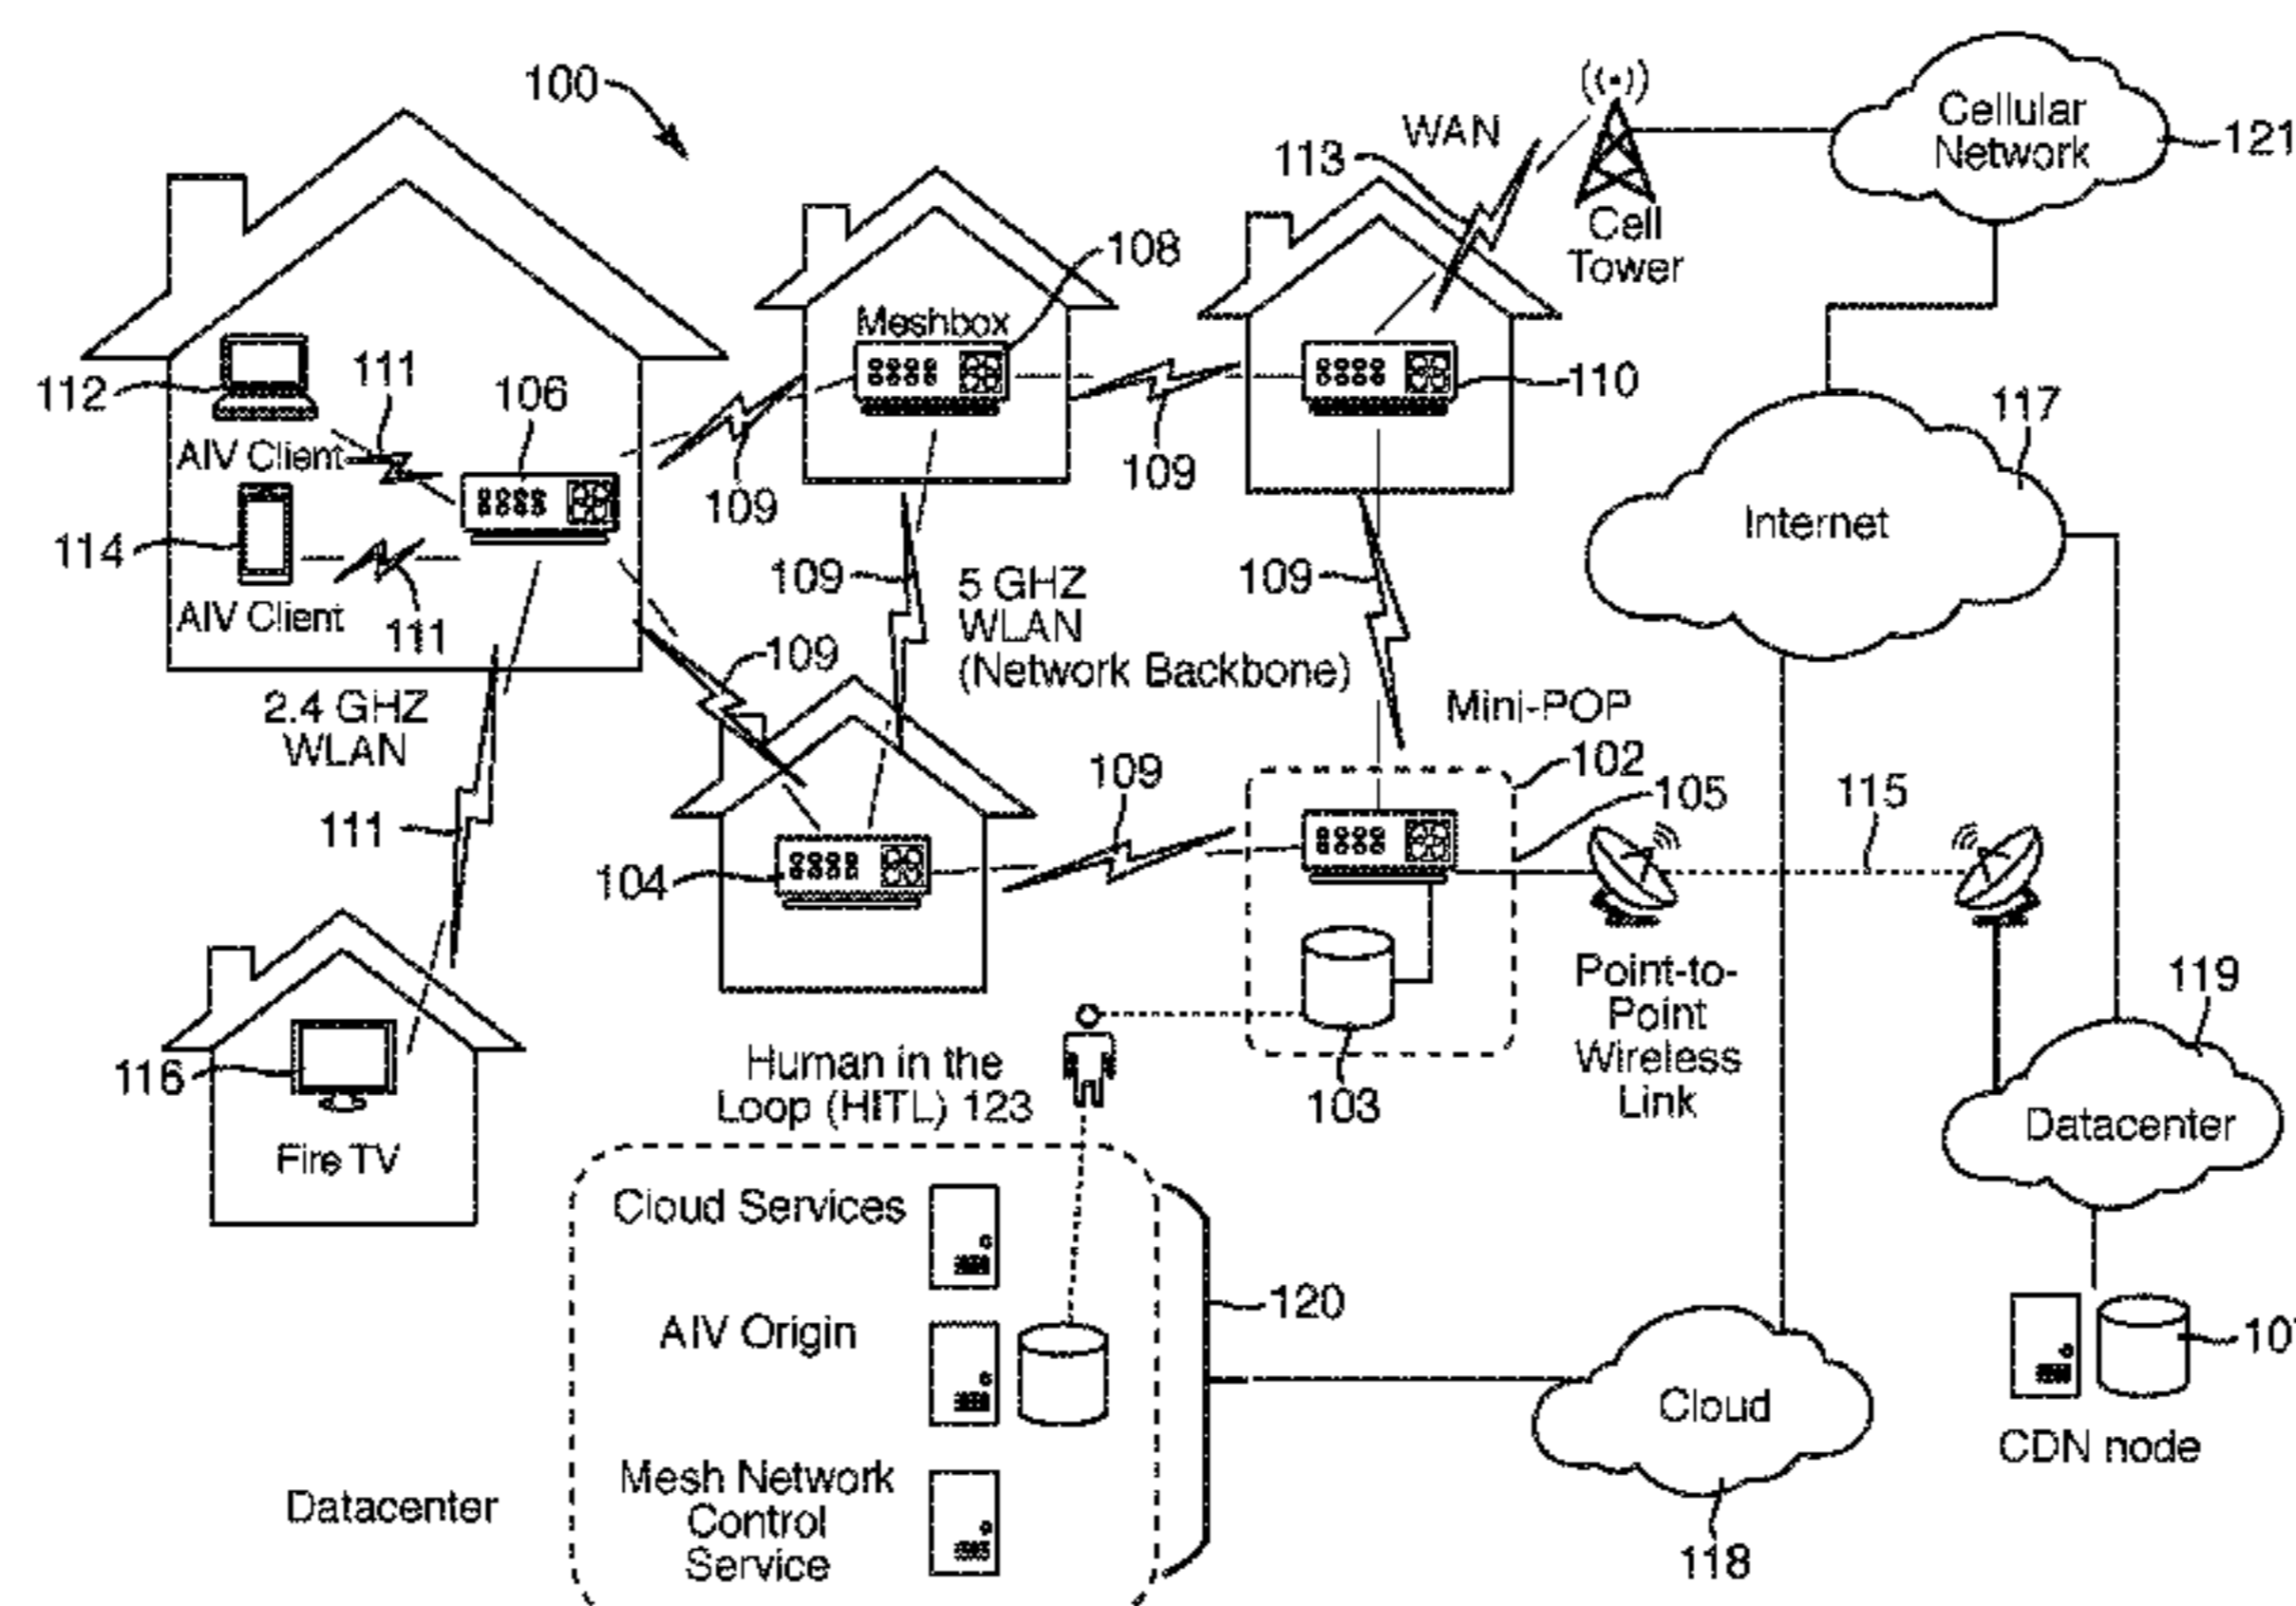 100
WAN
113
Cellular
Network
121
Cell
Tower
108
Meshbox
112
111
106
110
117
AIV Client
109
109
Internet
114
AIV Client
111
109
5 GHZ
WLAN
(Network Backbone)
109
109
2.4 GHZ
WLAN
Mini-POP
102
105
115
109
111
104
119
Point-to-
Point
Wireless
Link
116
Fire TV
Human in the
Loop (HITL) 123
103
Datacenter
Cloud Services
120
AIV Origin
Cloud
CDN node
Mesh Network
Control
Service
Datacenter
118